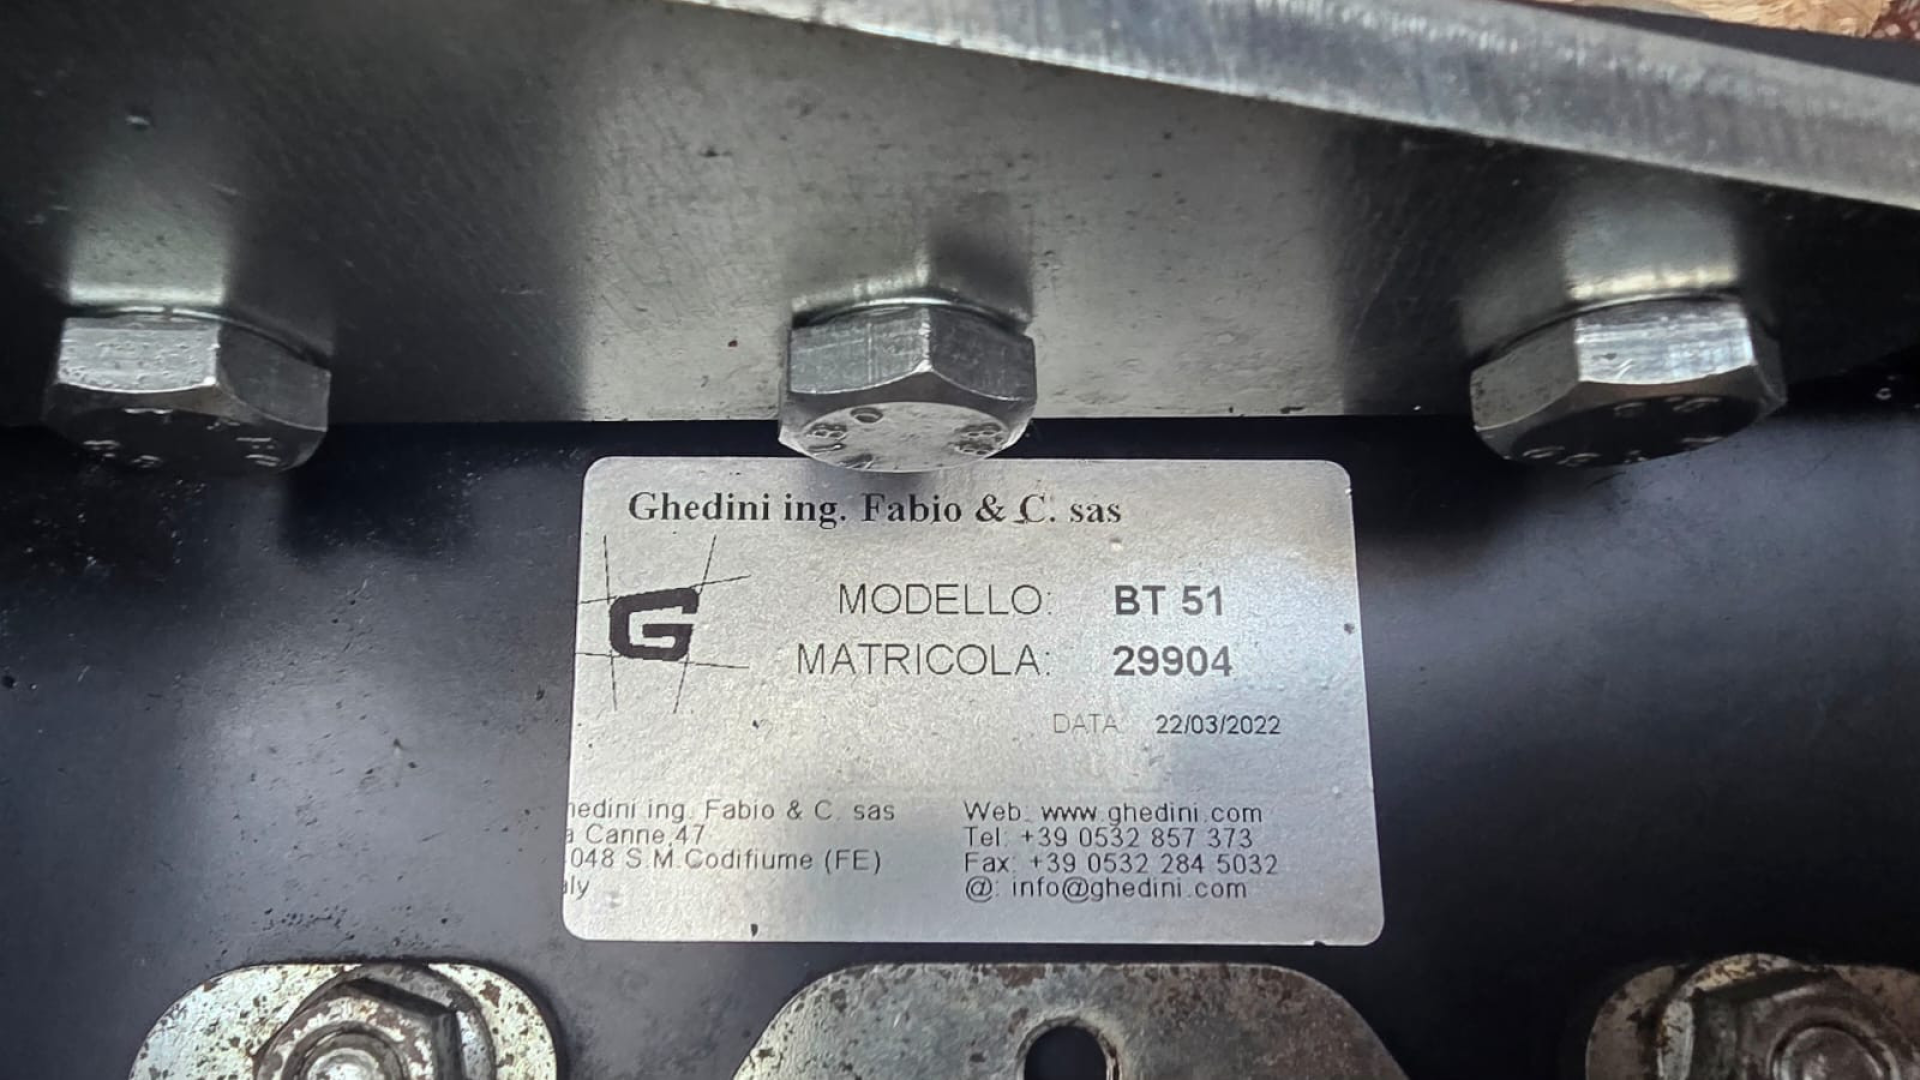 Ghedini ing. Fabio & C. sas
G
MODELLO: BT 51
MATRICOLA: 29904
DATA: 22/03/2022
hedini ing. Fabio & C. sas
a Canne,47
048 S.M.Codifiume (FE)
aly
Web: www.ghedini.com
Tel: +39 0532 857 373
Fax: +39 0532 284 5032
@: info@ghedini.com